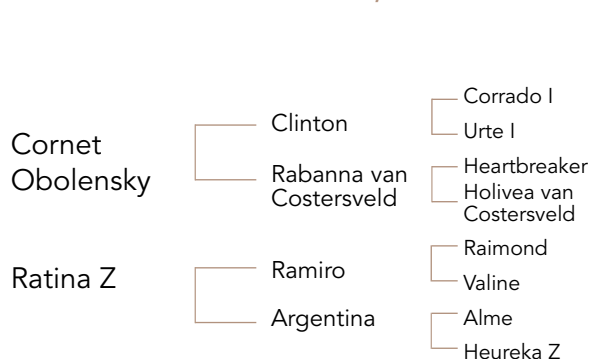 Cornet
Obolensky
Clinton
Corrado I
Urte I
Rabanna van
Costersveld
Heartbreaker
Holivea van
Costersveld
Ratina Z
Ramiro
Raimond
Valine
Argentina
Alme
Heureka Z